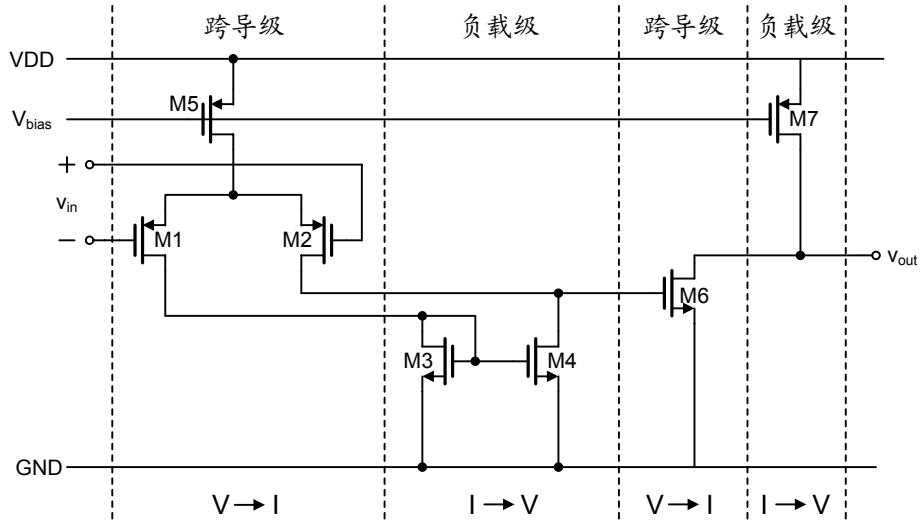 跨导级 负载级 跨导级 负载级
VDD
M5
M7
Vbias
+
vin
−
M1
M2
vout
M6
M3
M4
GND
V→I I→V V→I I→V